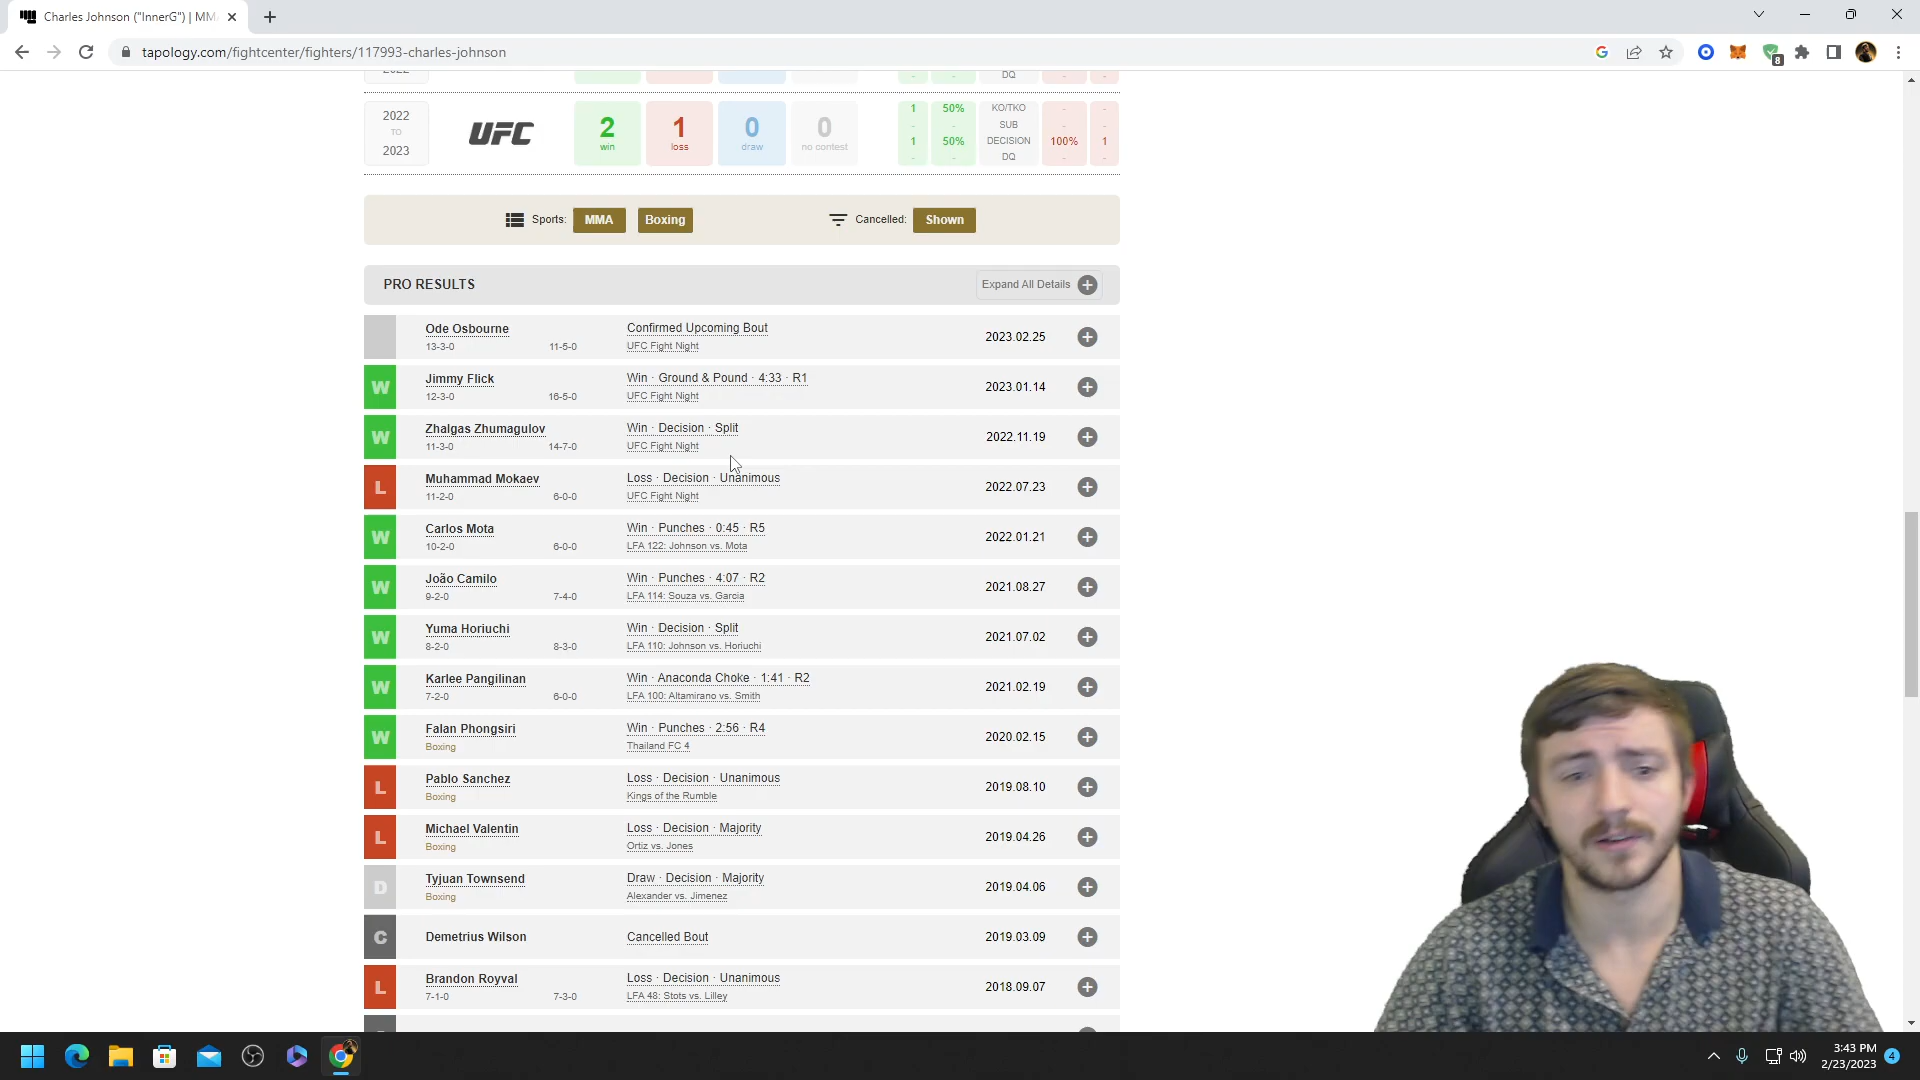 Charles Johnson ("InnerG") | MMA
tapology.com/fightcenter/fighters/117993-charles-johnson
8
2022
DQ
2022
TO
2023
UFC
2
win
1
loss
0
draw
0
no contest
1 50% KO/TKO - -
- - SUB - -
1 50% DECISION 100% 1
- - DQ - -
Sports: MMA Boxing
Cancelled: Shown
PRO RESULTS
Expand All Details
Ode Osbourne
13-3-0 11-5-0
Confirmed Upcoming Bout
UFC Fight Night
2023.02.25
W
Jimmy Flick
12-3-0 16-5-0
Win · Ground & Pound · 4:33 · R1
UFC Fight Night
2023.01.14
W
Zhalgas Zhumagulov
11-3-0 14-7-0
Win · Decision · Split
UFC Fight Night
2022.11.19
L
Muhammad Mokaev
11-2-0 6-0-0
Loss · Decision · Unanimous
UFC Fight Night
2022.07.23
W
Carlos Mota
10-2-0 6-0-0
Win · Punches · 0:45 · R5
LFA 122: Johnson vs. Mota
2022.01.21
W
João Camilo
9-2-0 7-4-0
Win · Punches · 4:07 · R2
LFA 114: Souza vs. Garcia
2021.08.27
W
Yuma Horiuchi
8-2-0 8-3-0
Win · Decision · Split
LFA 110: Johnson vs. Horiuchi
2021.07.02
W
Karlee Pangilinan
7-2-0 6-0-0
Win · Anaconda Choke · 1:41 · R2
LFA 100: Altamirano vs. Smith
2021.02.19
W
Falan Phongsiri
Boxing
Win · Punches · 2:56 · R4
Thailand FC 4
2020.02.15
L
Pablo Sanchez
Boxing
Loss · Decision · Unanimous
Kings of the Rumble
2019.08.10
L
Michael Valentin
Boxing
Loss · Decision · Majority
Ortiz vs. Jones
2019.04.26
D
Tyjuan Townsend
Boxing
Draw · Decision · Majority
Alexander vs. Jimenez
2019.04.06
C
Demetrius Wilson
Cancelled Bout
2019.03.09
L
Brandon Royval
7-1-0 7-3-0
Loss · Decision · Unanimous
LFA 48: Stots vs. Lilley
2018.09.07
3:43 PM
2/23/2023
4